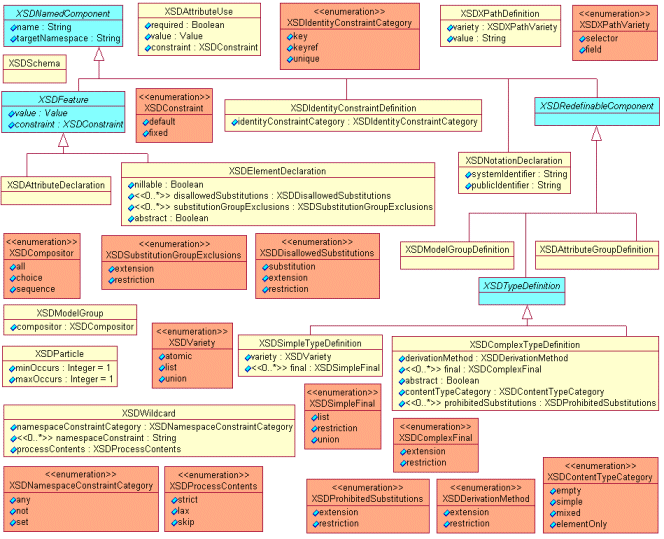 XSDNamedComponent
name : String
targetNamespace : String
XSDAttributeUse
required : Boolean
value : Value
constraint : XSDConstraint
<<enumeration>>
XSDIdentityConstraintCategory
key
keyref
unique
XSDXPathDefinition
variety : XSDXPathVariety
value : String
<<enumeration>>
XSDXPathVariety
selector
field
XSDSchema
XSDFeature
value : Value
constraint : XSDConstraint
<<enumeration>>
XSDConstraint
default
fixed
XSDIdentityConstraintDefinition
identityConstraintCategory : XSDIdentityConstraintCategory
XSDRedefinableComponent
XSDAttributeDeclaration
XSDElementDeclaration
nillable : Boolean
<<0..*>> disallowedSubstitutions : XSDDisallowedSubstitutions
<<0..*>> substitutionGroupExclusions : XSDSubstitutionGroupExclusions
abstract : Boolean
XSDNotationDeclaration
systemIdentifier : String
publicIdentifier : String
<<enumeration>>
XSDCompositor
all
choice
sequence
<<enumeration>>
XSDSubstitutionGroupExclusions
extension
restriction
<<enumeration>>
XSDDisallowedSubstitutions
substitution
extension
restriction
XSDModelGroupDefinition
XSDAttributeGroupDefinition
XSDTypeDefinition
XSDModelGroup
compositor : XSDCompositor
XSDParticle
minOccurs : Integer = 1
maxOccurs : Integer = 1
<<enumeration>>
XSDVariety
atomic
list
union
XSDSimpleTypeDefinition
variety : XSDVariety
<<0..*>> final : XSDSimpleFinal
XSDComplexTypeDefinition
derivationMethod : XSDDerivationMethod
<<0..*>> final : XSDComplexFinal
abstract : Boolean
contentTypeCategory : XSDContentTypeCategory
<<0..*>> prohibitedSubstitutions : XSDProhibitedSubstitutions
XSDWildcard
namespaceConstraintCategory : XSDNamespaceConstraintCategory
<<0..*>> namespaceConstraint : String
processContents : XSDProcessContents
<<enumeration>>
XSDSimpleFinal
list
restriction
union
<<enumeration>>
XSDComplexFinal
extension
restriction
<<enumeration>>
XSDNamespaceConstraintCategory
any
not
set
<<enumeration>>
XSDProcessContents
strict
lax
skip
<<enumeration>>
XSDProhibitedSubstitutions
extension
restriction
<<enumeration>>
XSDDerivationMethod
extension
restriction
<<enumeration>>
XSDContentTypeCategory
empty
simple
mixed
elementOnly